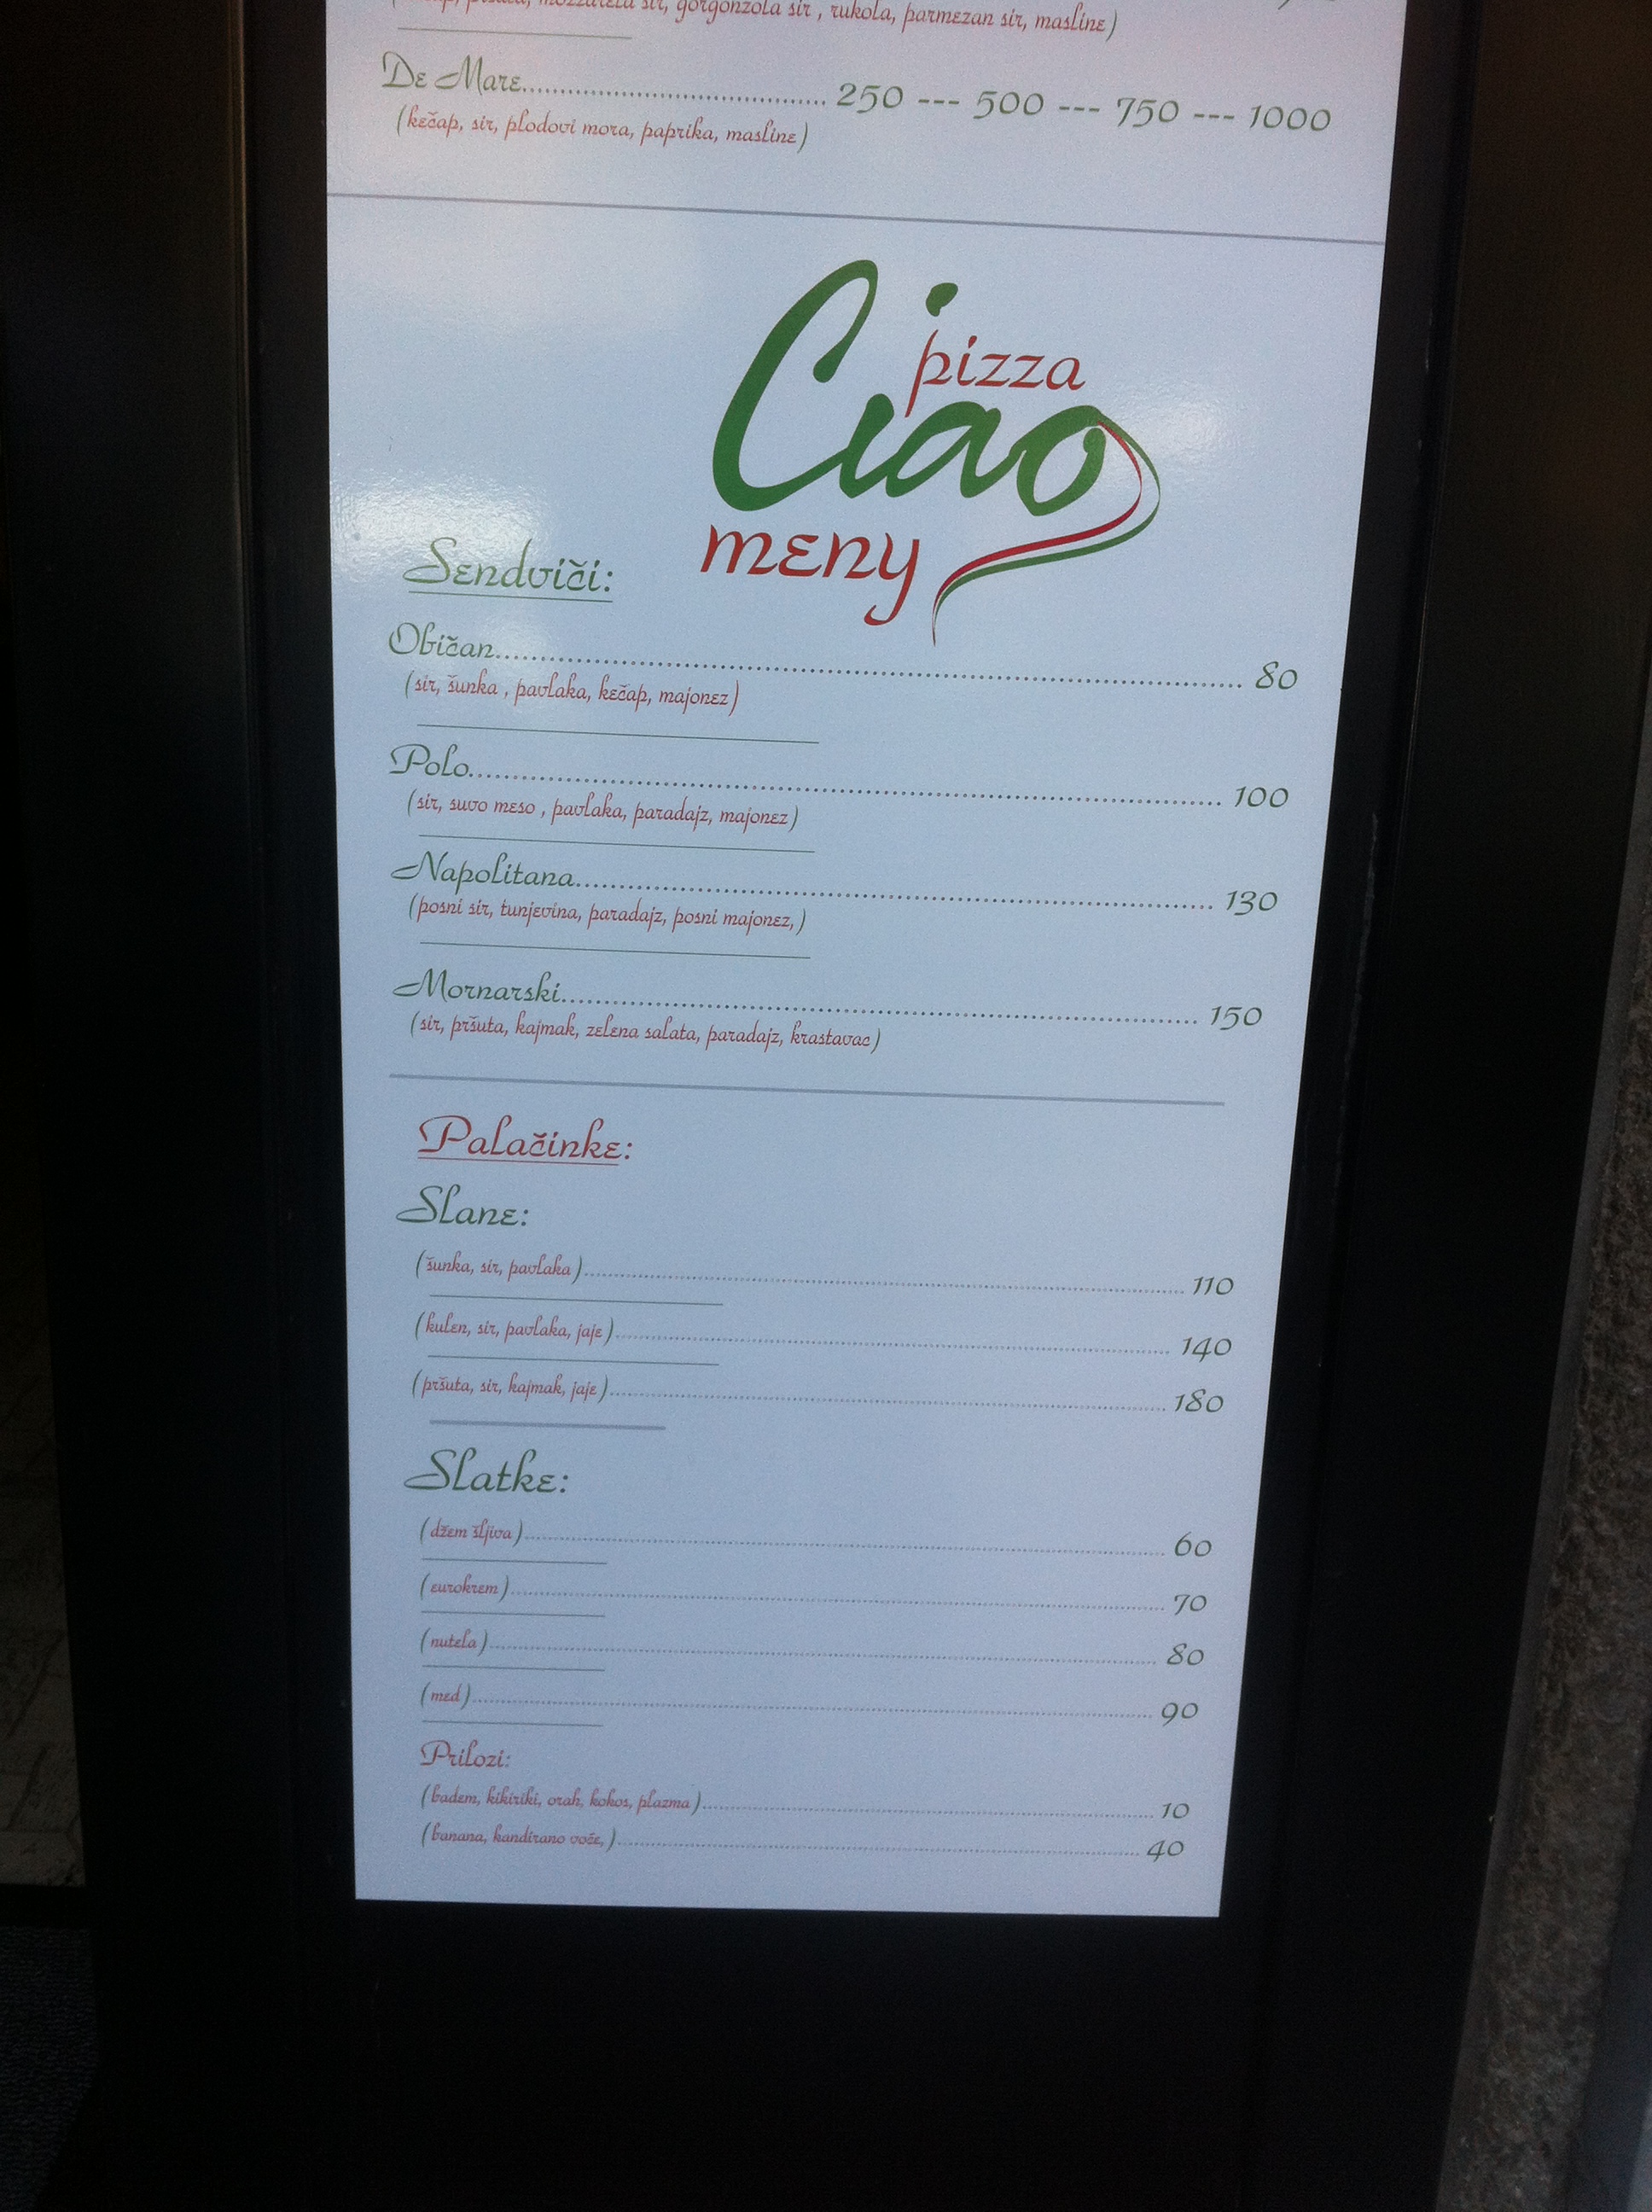 mozzarela sir, gorgonzola sir , rukola, parmezan sir, masline)
De Mare.......................................... 250 --- 500 --- 750 --- 1000
(kečap, sir, plodovi mora, paprika, masline)
pizza
Ciao
meny
Sendviči:
Običan.......................................... 80
(sir, šunka , pavlaka, kečap, majonez)
Polo.......................................... 100
(sir, suvo meso , pavlaka, paradajz, majonez)
Napolitana.......................................... 130
(posni sir, tunjevina, paradajz, posni majonez,)
Mornarski.......................................... 150
(sir, pršuta, kajmak, zelena salata, paradajz, krastavac)
Palačinke:
Slane:
(šunka, sir, pavlaka).......................................... 110
(kulen, sir, pavlaka, jaje).......................................... 140
(pršuta, sir, kajmak, jaje).......................................... 180
Slatke:
(džem šljiva).......................................... 60
(eurokrem).......................................... 70
(nutela).......................................... 80
(med).......................................... 90
Prilozi:
(badem, kikiriki, orah, kokos, plazma).......................................... 10
(banana, kandirano voće,).......................................... 40